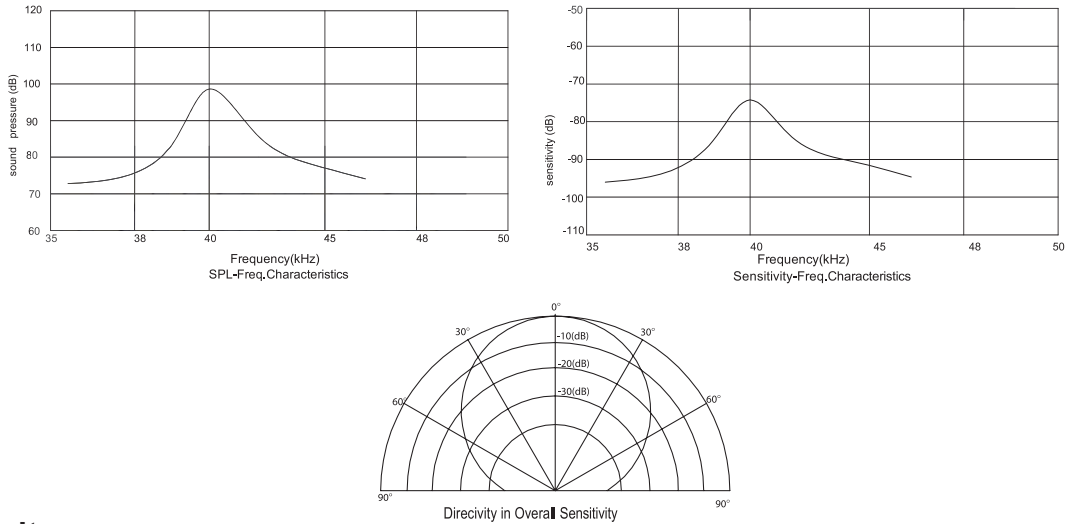 120
110
100
90
80
70
60
sound pressure (dB)
35 38 40 45 48 50
Frequency(kHz)
SPL-Freq.Characteristics
-50
-60
-70
-80
-90
-100
-110
sensitivity (dB)
35 38 40 45 48 50
Frequency(kHz)
Sensitivity-Freq.Characteristics
0°
30° 30°
-10(dB)
-20(dB)
-30(dB)
60° 60°
90° 90°
Direcivity in Overall Sensitivity